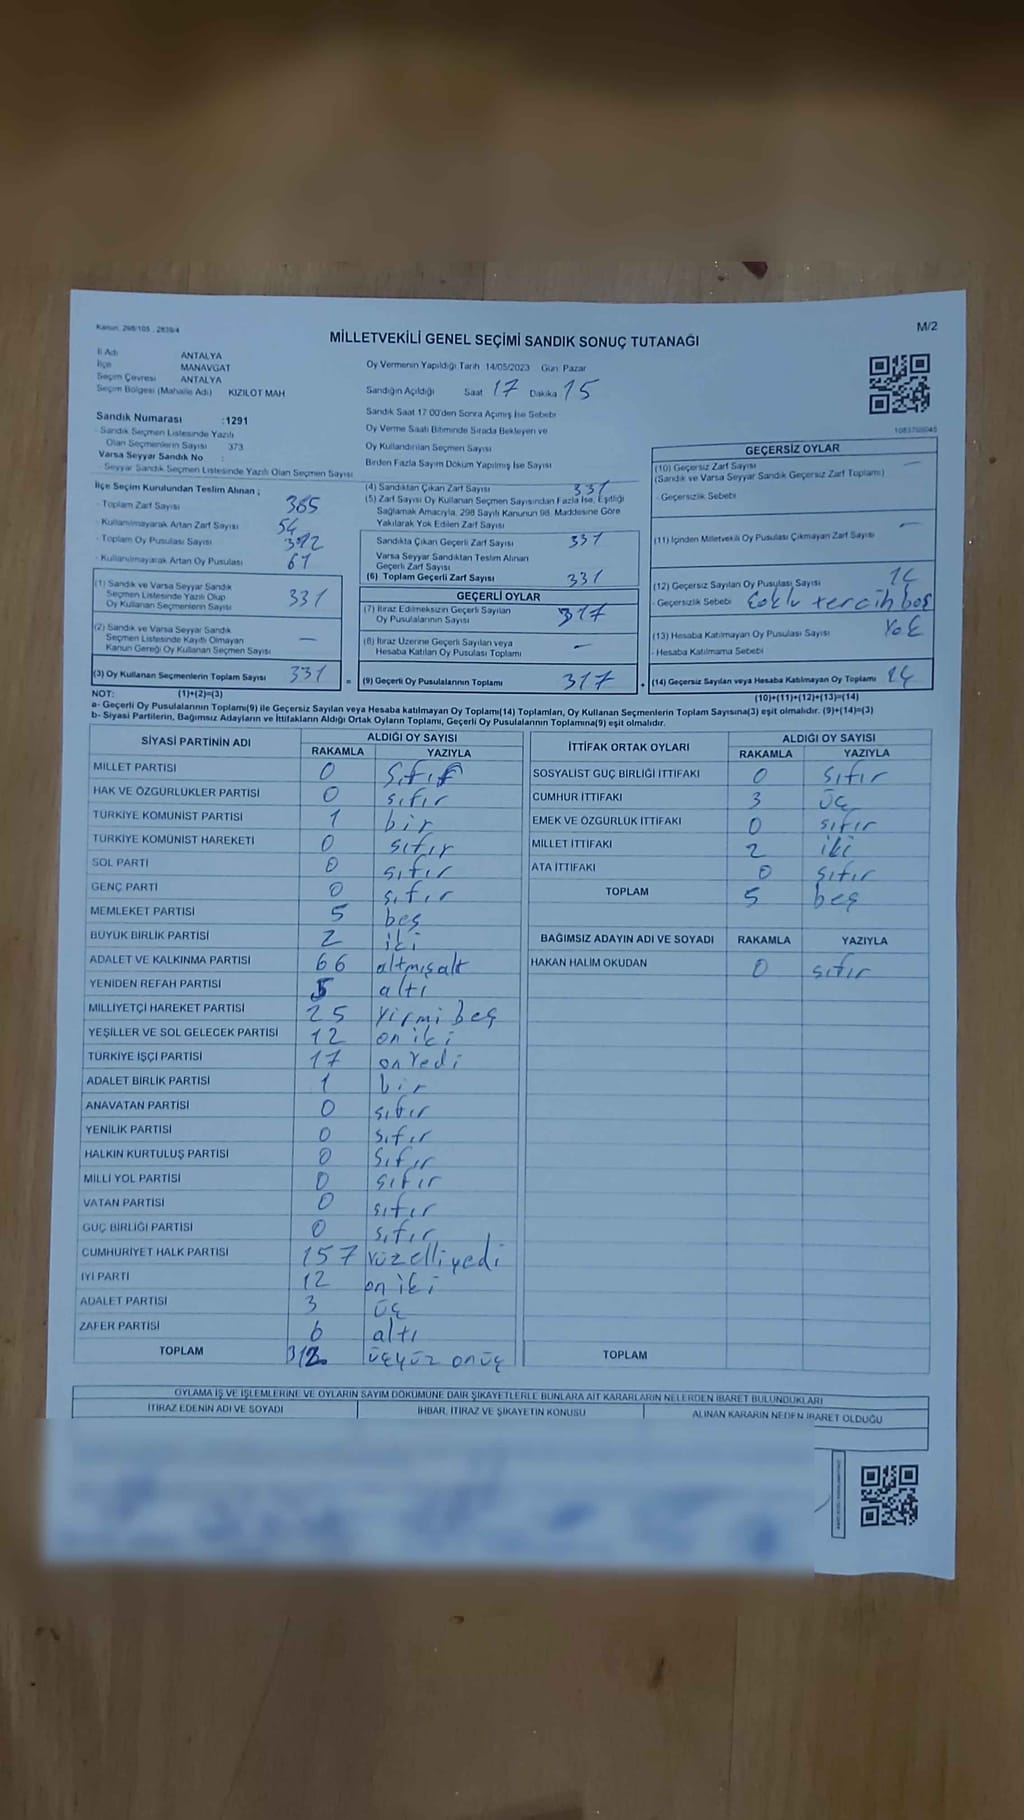 Kanun: 298/105 , 2839/4
M/2
MİLLETVEKİLİ GENEL SEÇİMİ SANDIK SONUÇ TUTANAĞI
İl Adı ANTALYA
İlçe MANAVGAT
Seçim Çevresi ANTALYA
Seçim Bölgesi (Mahalle Adı) KIZILOT MAH
Oy Vermenin Yapıldığı Tarih 14/05/2023 Gün: Pazar
Sandığın Açıldığı Saat 17 Dakika 15
Sandık Saat 17:00'den Sonra Açımış İse Sebebi
Oy Verme Saati Bitiminde Sırada Bekleyen ve
Oy Kullandırılan Seçmen Sayısı
Birden Fazla Sayım Döküm Yapılmış İse Sayısı
Sandık Numarası :1291
- Sandık Seçmen Listesinde Yazılı
Olan Seçmenlerin Sayısı 373
Varsa Seyyar Sandık No :
- Seyyar Sandık Seçmen Listesinde Yazılı Olan Seçmen Sayısı
İlçe Seçim Kurulundan Teslim Alınan ;
- Toplam Zarf Sayısı 385
- Kullanılmayarak Artan Zarf Sayısı 54
- Toplam Oy Pusulası Sayısı
- Kullanılmayarak Artan Oy Pusulası 61
(1) Sandık ve Varsa Seyyar Sandık
Seçmen Listesinde Yazılı Olup
Oy Kullanan Seçmenlerin Sayısı 331
(2) Sandık ve Varsa Seyyar Sandık
Seçmen Listesinde Kayıtlı Olmayan
Kanun Gereği Oy Kullanan Seçmen Sayısı —
(3) Oy Kullanan Seçmenlerin Toplam Sayısı 331
(4) Sandıktan Çıkan Zarf Sayısı 331
(5) Zarf Sayısı Oy Kullanan Seçmen Sayısından Fazla İse, Eşitliği
Sağlamak Amacıyla, 298 Sayılı Kanunun 98. Maddesine Göre
Yakılarak Yok Edilen Zarf Sayısı
Sandıkta Çıkan Geçerli Zarf Sayısı 331
Varsa Seyyar Sandıktan Teslim Alınan
Geçerli Zarf Sayısı
(6) Toplam Geçerli Zarf Sayısı 331
GEÇERLİ OYLAR
(7) İtiraz Edilmeksizin Geçerli Sayılan
Oy Pusulalarının Sayısı 317
(8) İtiraz Üzerine Geçerli Sayılan veya
Hesaba Katılan Oy Pusulası Toplamı —
= (9) Geçerli Oy Pusulalarının Toplamı 317
1083700045
GEÇERSİZ OYLAR
(10) Geçersiz Zarf Sayısı —
(Sandık ve Varsa Seyyar Sandık Geçersiz Zarf Toplamı)
- Geçersizlik Sebebi
(11) İçinden Milletvekili Oy Pusulası Çıkmayan Zarf Sayısı —
(12) Geçersiz Sayılan Oy Pusulası Sayısı 14
- Geçersizlik Sebebi Çoklu tercih boş
(13) Hesaba Katılmayan Oy Pusulası Sayısı Yok
- Hesaba Katılmama Sebebi
+ (14) Geçersiz Sayılan veya Hesaba Katılmayan Oy Toplamı 14
NOT: (1)+(2)=(3) (10)+(11)+(12)+(13)=(14)
a- Geçerli Oy Pusulalarının Toplamı(9) ile Geçersiz Sayılan veya Hesaba katılmayan Oy Toplamı(14) Toplamları, Oy Kullanan Seçmenlerin Toplam Sayısına(3) eşit olmalıdır. (9)+(14)=(3)
b- Siyasi Partilerin, Bağımsız Adayların ve İttifakların Aldığı Ortak Oyların Toplamı, Geçerli Oy Pusulalarının Toplamına(9) eşit olmalıdır.
SİYASİ PARTİNİN ADI ALDIĞI OY SAYISI
RAKAMLA YAZIYLA
MİLLET PARTİSİ 0 Sıfır
HAK VE ÖZGÜRLÜKLER PARTİSİ 0 sıfır
TÜRKİYE KOMÜNİST PARTİSİ 1 bir
TÜRKİYE KOMÜNİST HAREKETİ 0 sıfır
SOL PARTİ 0 sıfır
GENÇ PARTİ 0 sıfır
MEMLEKET PARTİSİ 5 beş
BÜYÜK BİRLİK PARTİSİ 2 iki
ADALET VE KALKINMA PARTİSİ 66 altmışalt
YENİDEN REFAH PARTİSİ altı
MİLLİYETÇİ HAREKET PARTİSİ 25 yirmi beş
YEŞİLLER VE SOL GELECEK PARTİSİ 12 on iki
TÜRKİYE İŞÇİ PARTİSİ 17 on Yedi
ADALET BİRLİK PARTİSİ 1 bir
ANAVATAN PARTİSİ 0 sıfır
YENİLİK PARTİSİ 0 sıfır
HALKIN KURTULUŞ PARTİSİ 0 sıfır
MİLLİ YOL PARTİSİ 0 sıfır
VATAN PARTİSİ 0 sıfır
GÜÇ BİRLİĞİ PARTİSİ 0 sıfır
CUMHURİYET HALK PARTİSİ 157 Yüzelliyedi
İYİ PARTİ 12 on iki
ADALET PARTİSİ 3 üç
ZAFER PARTİSİ 6 altı
TOPLAM üçyüz onüç
İTTİFAK ORTAK OYLARI ALDIĞI OY SAYISI
RAKAMLA YAZIYLA
SOSYALİST GÜÇ BİRLİĞİ İTTİFAKI 0 sıfır
CUMHUR İTTİFAKI 3 üç
EMEK VE ÖZGÜRLÜK İTTİFAKI 0 sıfır
MİLLET İTTİFAKI 2 iki
ATA İTTİFAKI 0 sıfır
TOPLAM 5 beş
BAĞIMSIZ ADAYIN ADI VE SOYADI RAKAMLA YAZIYLA
HAKAN HALİM OKUDAN 0 sıfır
TOPLAM
OYLAMA İŞ VE İŞLEMLERİNE VE OYLARIN SAYIM DÖKÜMÜNE DAİR ŞİKAYETLERLE BUNLARA AİT KARARLARIN NELERDEN İBARET BULUNDUKLARI
İTİRAZ EDENİN ADI VE SOYADI İHBAR, İTİRAZ VE ŞİKAYETİN KONUSU ALINAN KARARIN NEDEN İBARET OLDUĞU